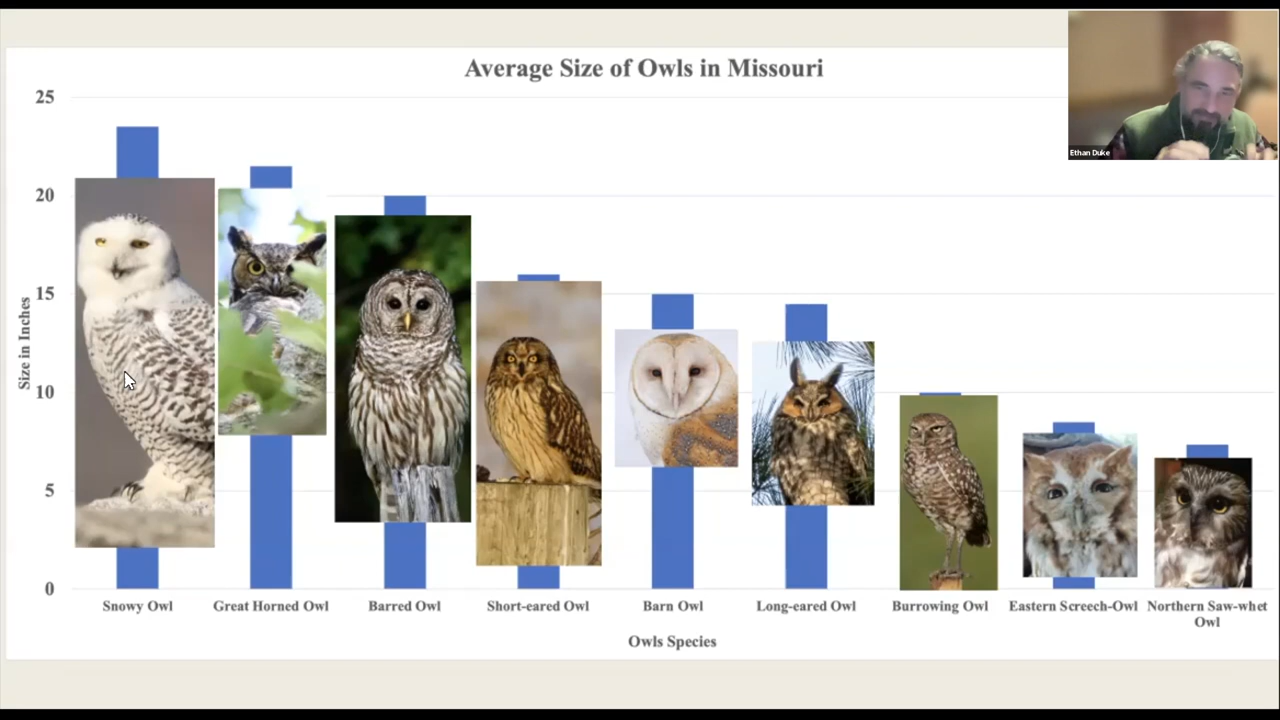 Average Size of Owls in Missouri
Ethan Duke
25
20
15
10
5
0
Size in Inches
Snowy Owl
Great Horned Owl
Barred Owl
Short-eared Owl
Barn Owl
Long-eared Owl
Burrowing Owl
Eastern Screech-Owl
Northern Saw-whet
Owl
Owls Species